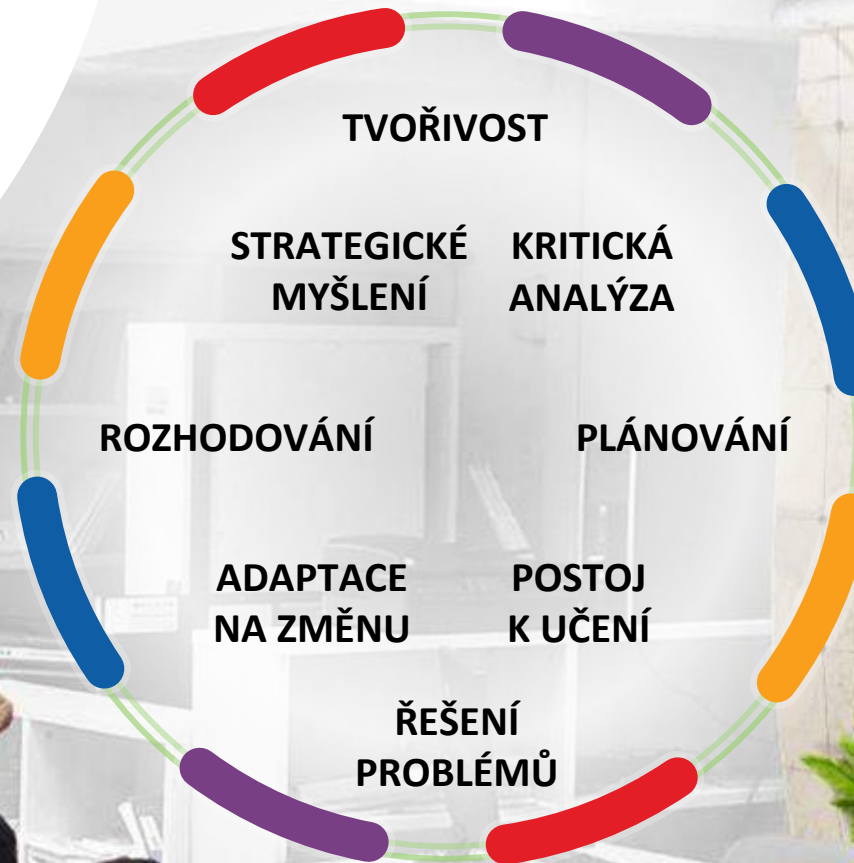 TVOŘIVOST
STRATEGICKÉ
MYŠLENÍ
KRITICKÁ
ANALÝZA
ROZHODOVÁNÍ
PLÁNOVÁNÍ
ADAPTACE
NA ZMĚNU
POSTOJ
K UČENÍ
ŘEŠENÍ
PROBLÉMŮ